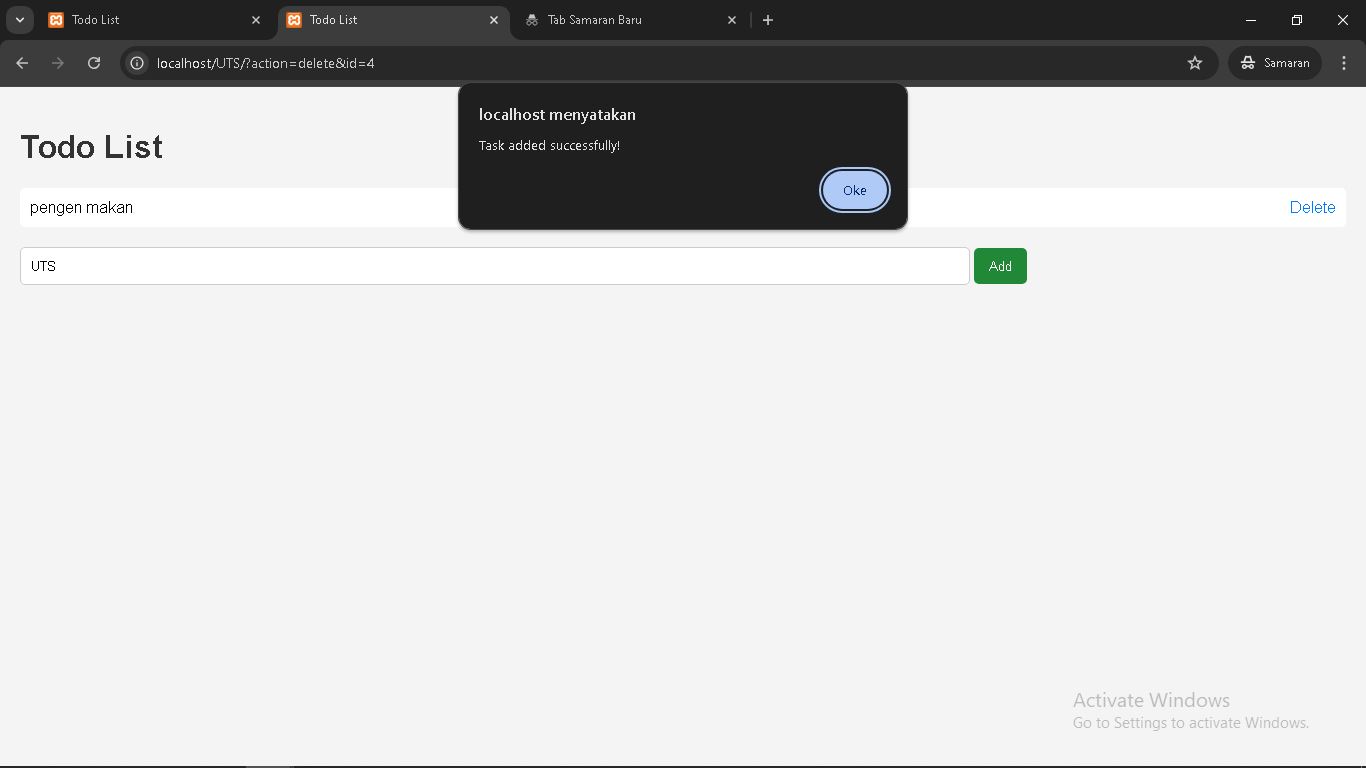 Todo List
Todo List
Tab Samaran Baru
localhost/UTS/?action=delete&id=4
Samaran
localhost menyatakan
Task added successfully!
Oke
Todo List
pengen makan
Delete
UTS
Add
Activate Windows
Go to Settings to activate Windows.